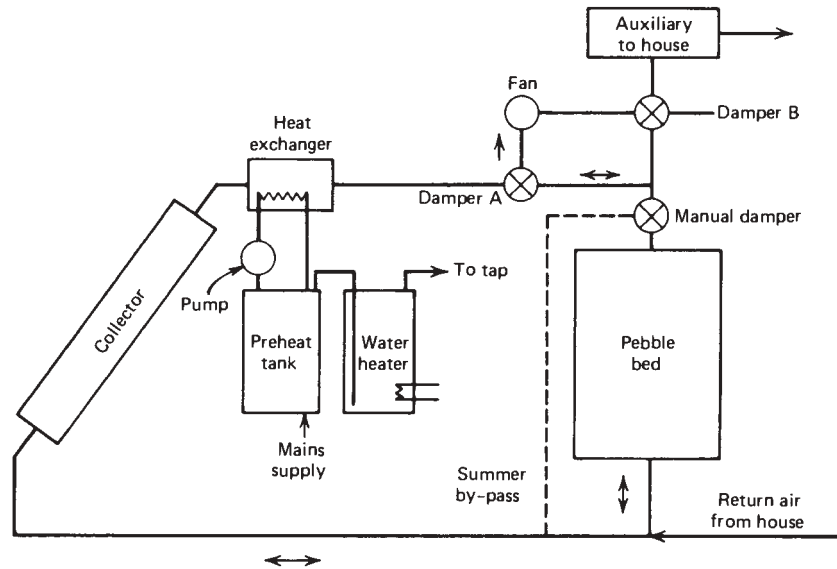 Auxiliary
to house
Fan
Damper B
Heat
exchanger
Damper A
Manual damper
Pump
To tap
Collector
Preheat
tank
Water
heater
Pebble
bed
Mains
supply
Summer
by-pass
Return air
from house